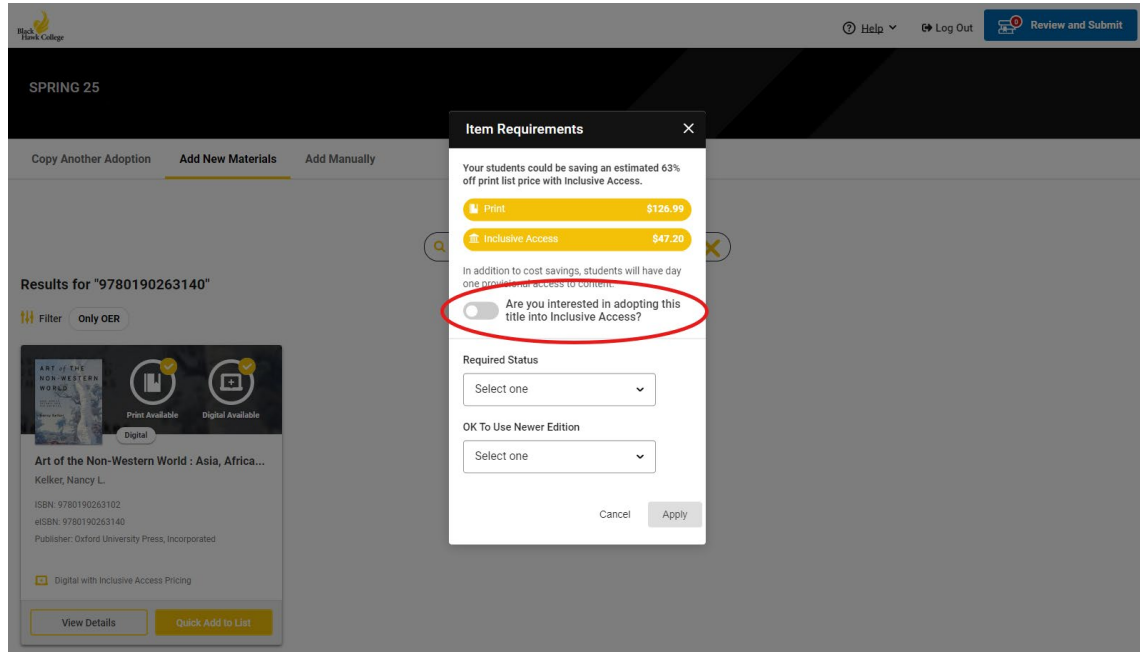 Black
Hawk College
Help
Log Out
0
Review and Submit
SPRING 25
Copy Another Adoption
Add New Materials
Add Manually
Results for "9780190263140"
Filter
Only OER
ART of THE
NON-WESTERN
WORLD
Print Available
Digital Available
Digital
Art of the Non-Western World : Asia, Africa...
Kelker, Nancy L.
ISBN: 9780190263102
eISBN: 9780190263140
Publisher: Oxford University Press, Incorporated
Digital with Inclusive Access Pricing
View Details
Quick Add to List
Item Requirements
Your students could be saving an estimated 63%
off print list price with Inclusive Access.
Print $126.99
Inclusive Access $47.20
In addition to cost savings, students will have day
one provisional access to content.
Are you interested in adopting this
title into Inclusive Access?
Required Status
Select one
OK To Use Newer Edition
Select one
Cancel
Apply